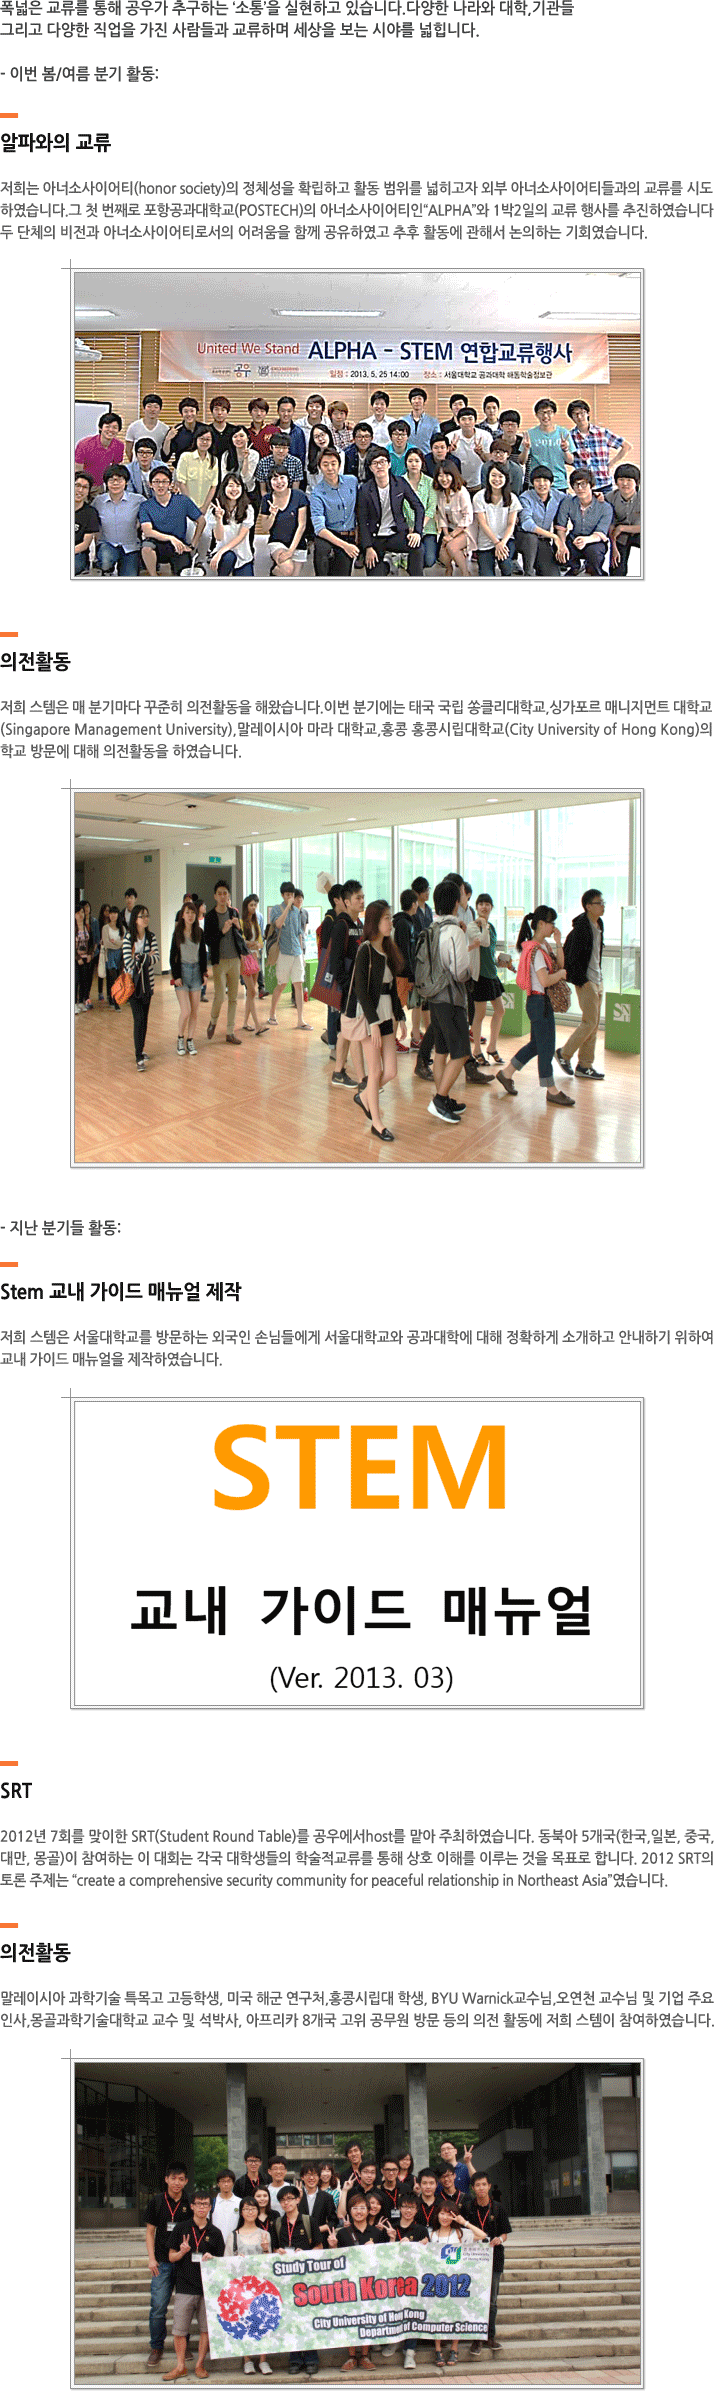 폭넓은 교류를 통해 공우가 추구하는 ‘소통’을 실현하고 있습니다.다양한 나라와 대학,기관들
그리고 다양한 직업을 가진 사람들과 교류하며 세상을 보는 시야를 넓힙니다.
- 이번 봄/여름 분기 활동:
알파와의 교류
저희는 아너소사이어티(honor society)의 정체성을 확립하고 활동 범위를 넓히고자 외부 아너소사이어티들과의 교류를 시도
하였습니다.그 첫 번째로 포항공과대학교(POSTECH)의 아너소사이어티인“ALPHA”와 1박2일의 교류 행사를 추진하였습니다
두 단체의 비전과 아너소사이어티로서의 어려움을 함께 공유하였고 추후 활동에 관해서 논의하는 기회였습니다.
United We Stand ALPHA - STEM 연합교류행사
공우
일정 : 2013. 5. 25 14:00 장소 : 서울대학교 공과대학 해동학술정보관
의전활동
저희 스템은 매 분기마다 꾸준히 의전활동을 해왔습니다.이번 분기에는 태국 국립 쏭클리대학교,싱가포르 매니지먼트 대학교
(Singapore Management University),말레이시아 마라 대학교,홍콩 홍콩시립대학교(City University of Hong Kong)의
학교 방문에 대해 의전활동을 하였습니다.
- 지난 분기들 활동:
Stem 교내 가이드 매뉴얼 제작
저희 스템은 서울대학교를 방문하는 외국인 손님들에게 서울대학교와 공과대학에 대해 정확하게 소개하고 안내하기 위하여
교내 가이드 매뉴얼을 제작하였습니다.
STEM
교내 가이드 매뉴얼
(Ver. 2013. 03)
SRT
2012년 7회를 맞이한 SRT(Student Round Table)를 공우에서host를 맡아 주최하였습니다. 동북아 5개국(한국,일본, 중국,
대만, 몽골)이 참여하는 이 대회는 각국 대학생들의 학술적교류를 통해 상호 이해를 이루는 것을 목표로 합니다. 2012 SRT의
토론 주제는 “create a comprehensive security community for peaceful relationship in Northeast Asia”였습니다.
의전활동
말레이시아 과학기술 특목고 고등학생, 미국 해군 연구처,홍콩시립대 학생, BYU Warnick교수님,오연천 교수님 및 기업 주요
인사,몽골과학기술대학교 교수 및 석박사, 아프리카 8개국 고위 공무원 방문 등의 의전 활동에 저희 스템이 참여하였습니다.
City University of Hong Kong
Study Tour of
South Korea 2012
City University of Hong Kong
Department of Computer Science